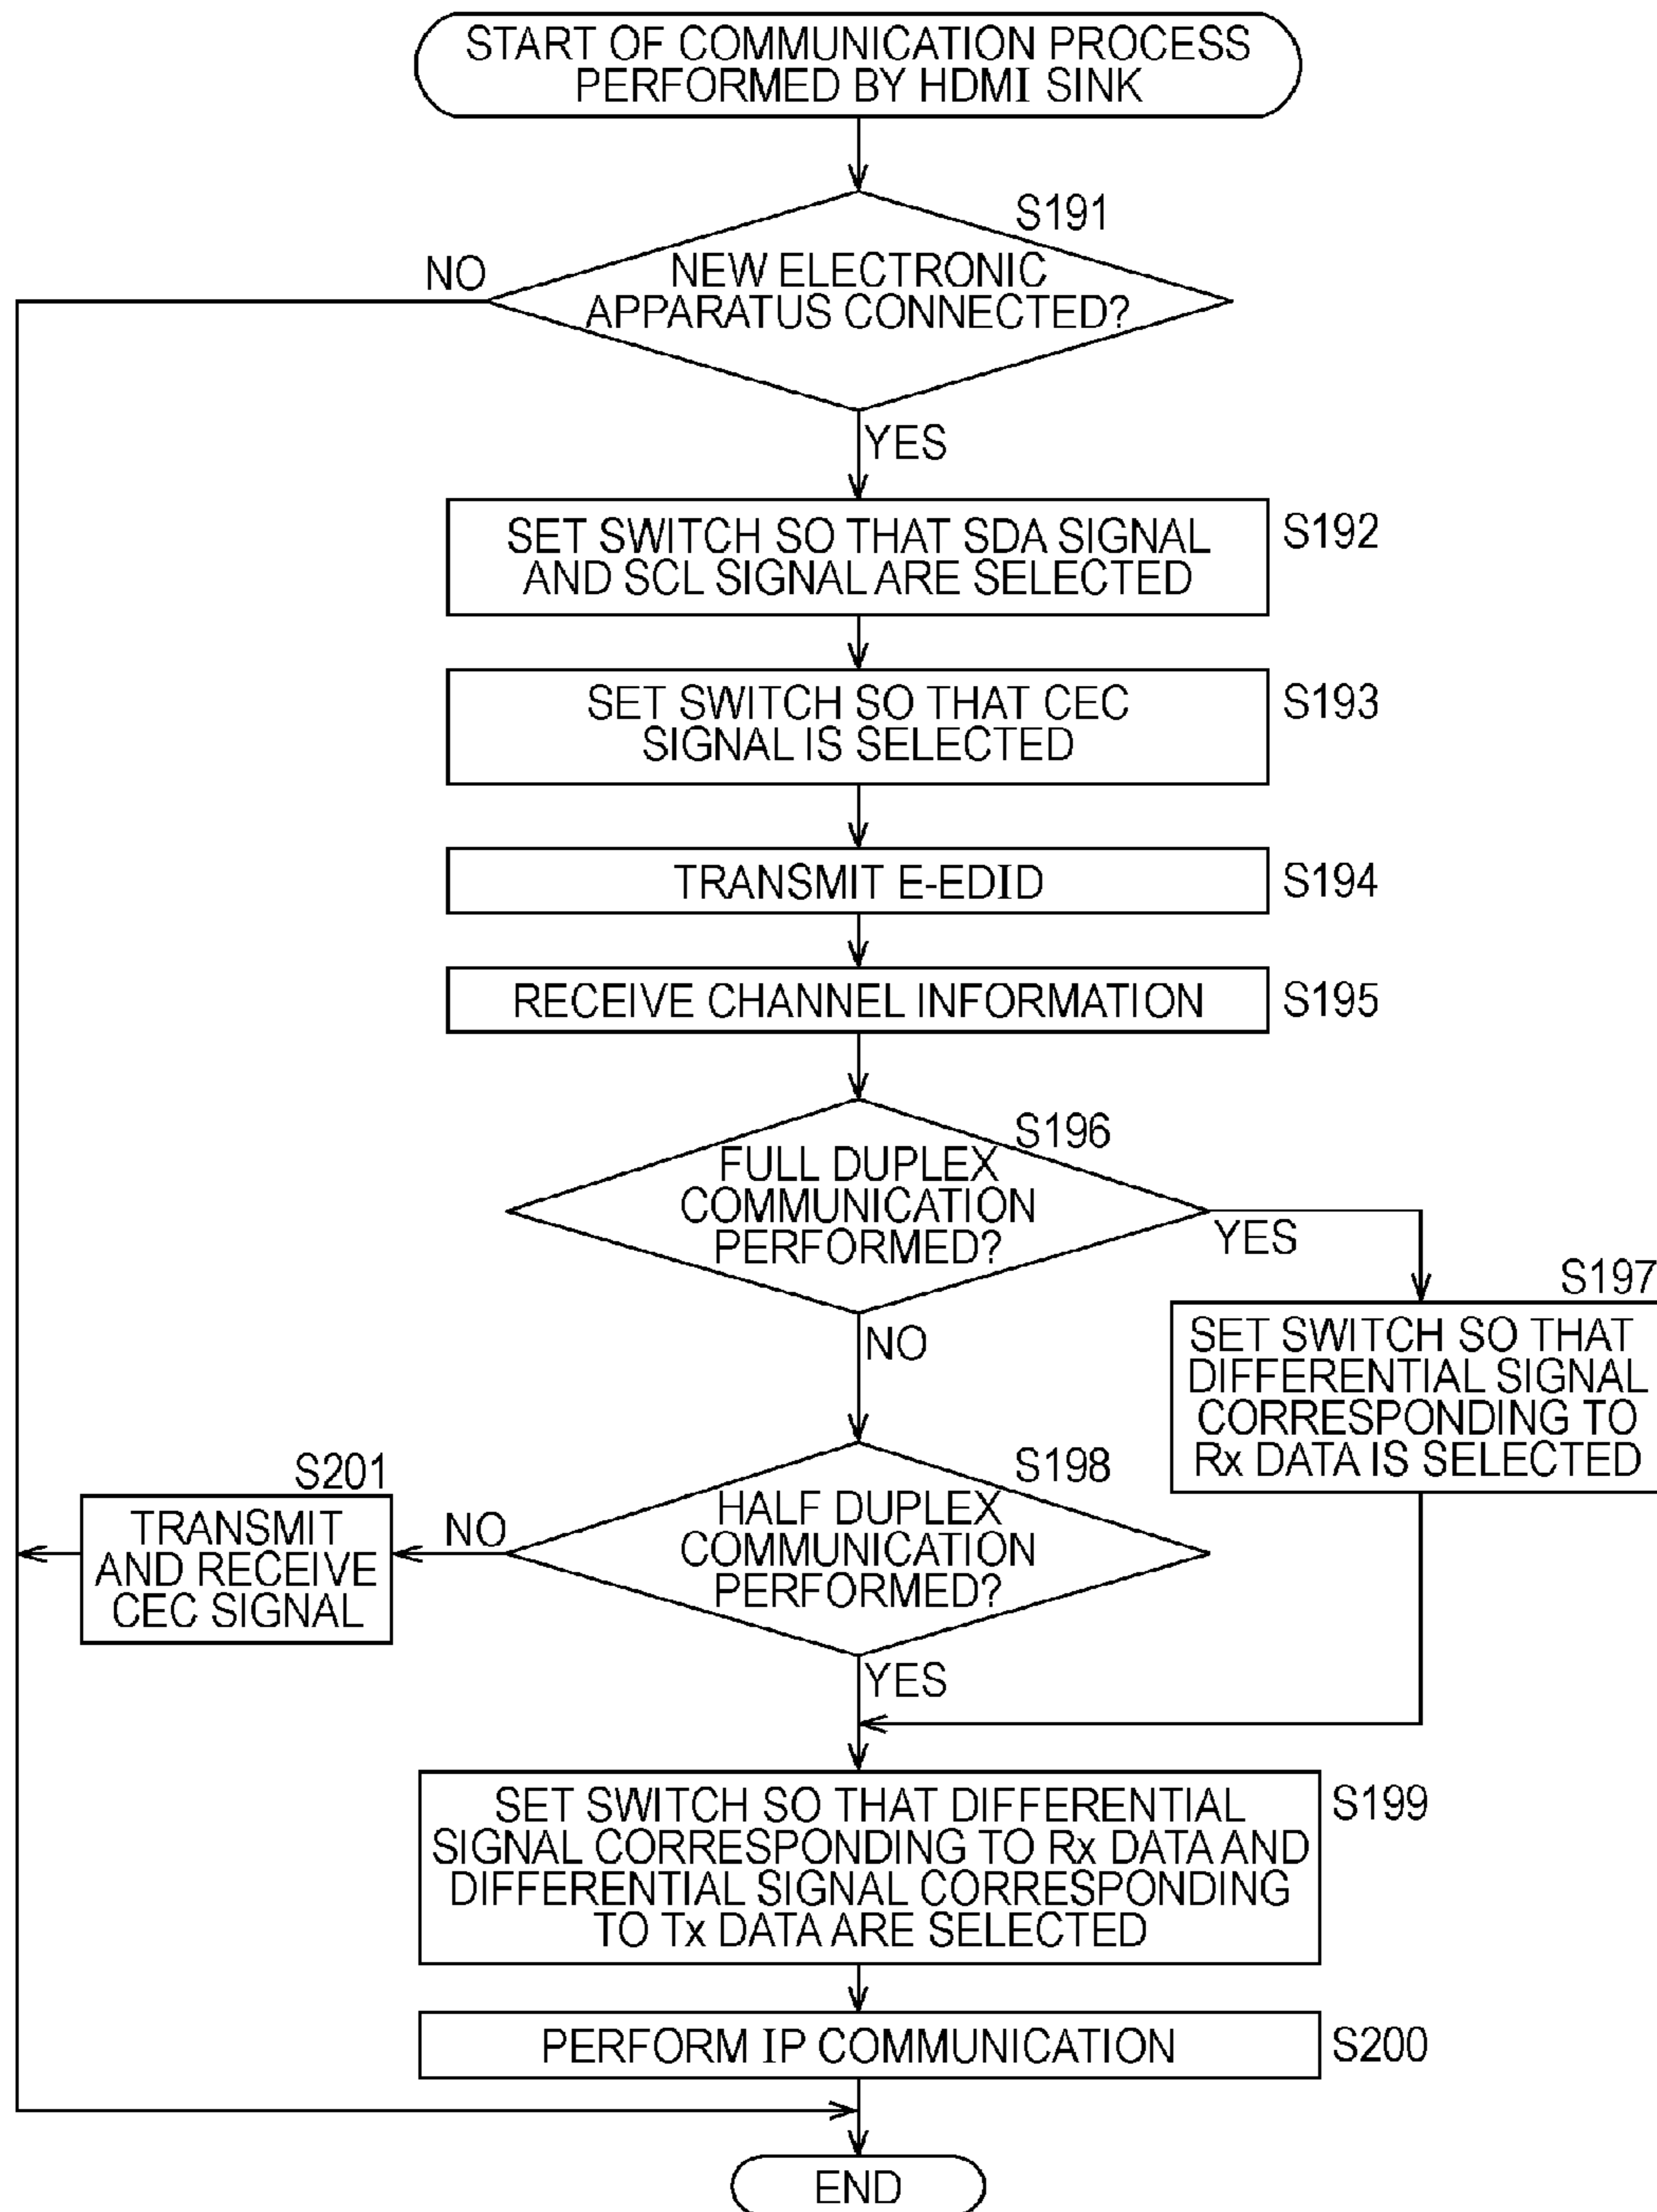 START OF COMMUNICATION PROCESS
PERFORMED BY HDMI SINK
S191
NO
NEW ELECTRONIC
APPARATUS CONNECTED?
YES
SET SWITCH SO THAT SDA SIGNAL
AND SCL SIGNAL ARE SELECTED
S192
SET SWITCH SO THAT CEC
SIGNAL IS SELECTED
S193
TRANSMIT E-EDID
S194
RECEIVE CHANNEL INFORMATION
S195
S196
FULL DUPLEX
COMMUNICATION
PERFORMED?
YES
NO
S197
SET SWITCH SO THAT
DIFFERENTIAL SIGNAL
CORRESPONDING TO
Rx DATA IS SELECTED
S198
HALF DUPLEX
COMMUNICATION
PERFORMED?
NO
S201
TRANSMIT
AND RECEIVE
CEC SIGNAL
YES
SET SWITCH SO THAT DIFFERENTIAL
SIGNAL CORRESPONDING TO Rx DATA AND
DIFFERENTIAL SIGNAL CORRESPONDING
TO Tx DATA ARE SELECTED
S199
PERFORM IP COMMUNICATION
S200
END